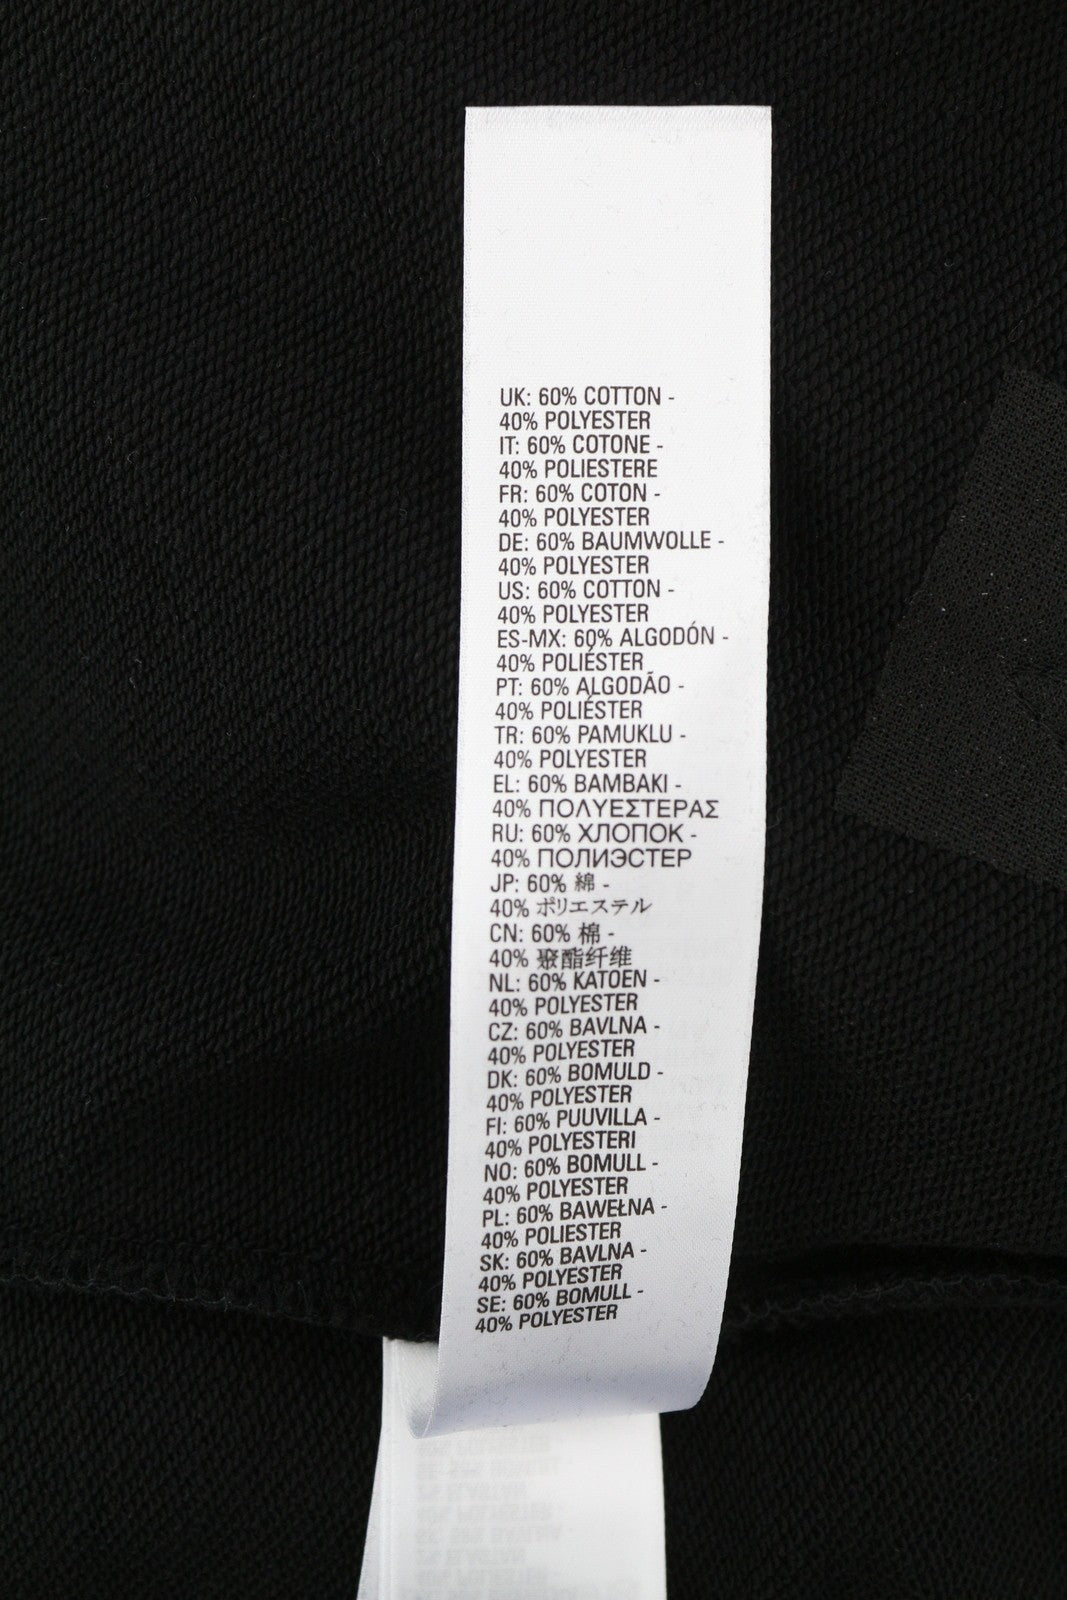 UK: 60% COTTON -
40% POLYESTER
IT: 60% COTONE -
40% POLIESTERE
FR: 60% COTON -
40% POLYESTER
DE: 60% BAUMWOLLE -
40% POLYESTER
US: 60% COTTON -
40% POLYESTER
ES-MX: 60% ALGODÓN -
40% POLIÉSTER
PT: 60% ALGODÃO -
40% POLIÉSTER
TR: 60% PAMUKLU -
40% POLYESTER
EL: 60% BAMBAKI -
40% ΠΟΛΥΕΣΤΕΡΑΣ
RU: 60% ХЛОПОК -
40% ПОЛИЭСТЕР
JP: 60% 綿 -
40% ポリエステル
CN: 60% 棉 -
40% 聚酯纤维
NL: 60% KATOEN -
40% POLYESTER
CZ: 60% BAVLNA -
40% POLYESTER
DK: 60% BOMULD -
40% POLYESTER
FI: 60% PUUVILLA -
40% POLYESTERI
NO: 60% BOMULL -
40% POLYESTER
PL: 60% BAWEŁNA -
40% POLIESTER
SK: 60% BAVLNA -
40% POLYESTER
SE: 60% BOMULL -
40% POLYESTER